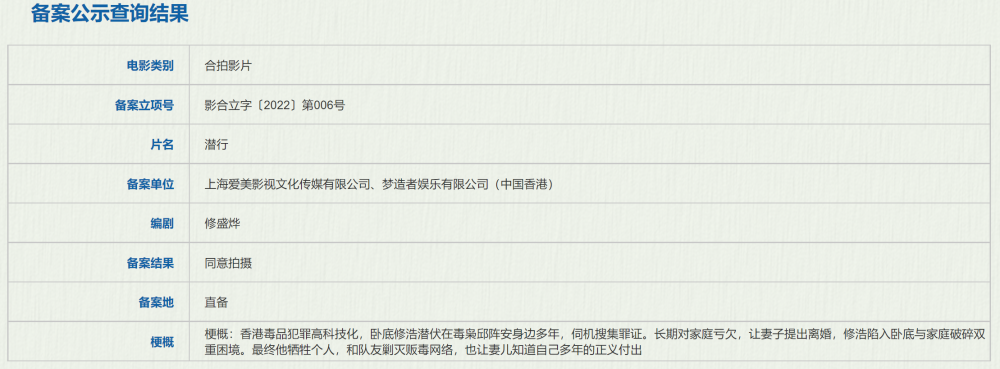 备案公示查询结果
电影类别 合拍影片
备案立项号 影合立字〔2022〕第006号
片名 潜行
备案单位 上海爱美影视文化传媒有限公司、梦造者娱乐有限公司（中国香港）
编剧 修盛烨
备案结果 同意拍摄
备案地 直备
梗概 梗概：香港毒品犯罪高科技化，卧底修浩潜伏在毒枭邱阵安身边多年，伺机搜集罪证。长期对家庭亏欠，让妻子提出离婚，修浩陷入卧底与家庭破碎双
重困境。最终他牺牲个人，和队友剿灭贩毒网络，也让妻儿知道自己多年的正义付出